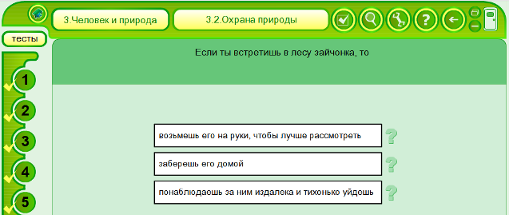 3.Человек и природа
3.2.Охрана природы
?
тесты
Если ты встретишь в лесу зайчонка, то
1
2
3
4
5
возьмешь его на руки, чтобы лучше рассмотреть ?
заберешь его домой ?
понаблюдаешь за ним издалека и тихонько уйдешь ?